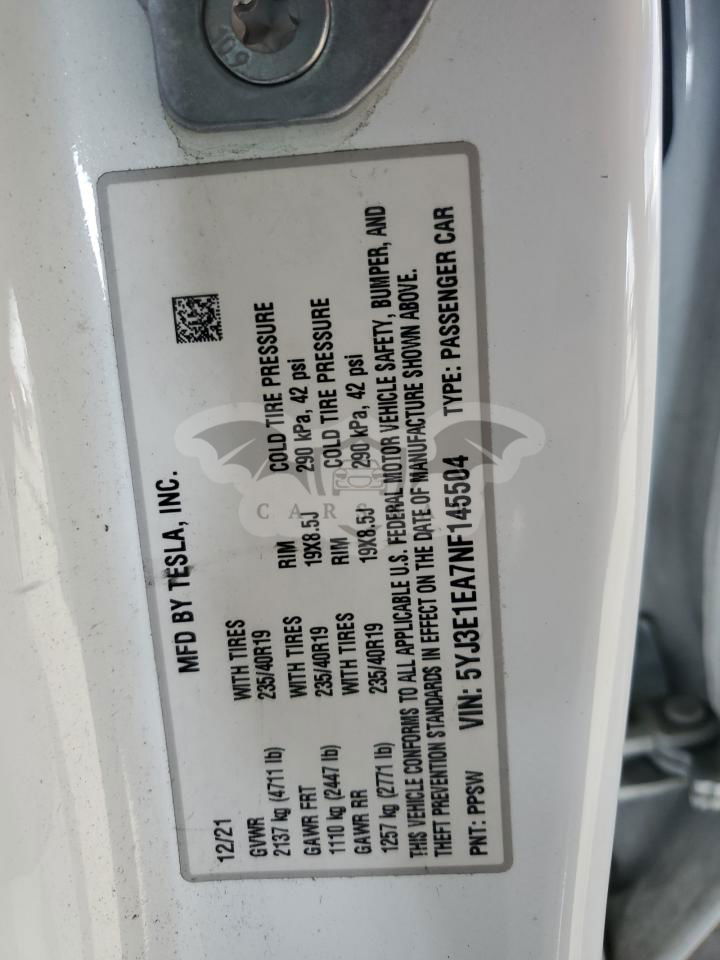 10.9
MFD BY TESLA, INC.
12/21
GVWR WITH TIRES RIM COLD TIRE PRESSURE
2137 kg (4711 lb) 235/40R19 19X8.5J 290 kPa, 42 psi
GAWR FRT WITH TIRES RIM COLD TIRE PRESSURE
1110 kg (2447 lb) 235/40R19 19X8.5J 290 kPa, 42 psi
GAWR RR WITH TIRES
1257 kg (2771 lb) 235/40R19
THIS VEHICLE CONFORMS TO ALL APPLICABLE U.S. FEDERAL MOTOR VEHICLE SAFETY, BUMPER, AND
THEFT PREVENTION STANDARDS IN EFFECT ON THE DATE OF MANUFACTURE SHOWN ABOVE.
PNT: PPSW VIN: 5YJ3E1EA7NF145504 TYPE: PASSENGER CAR